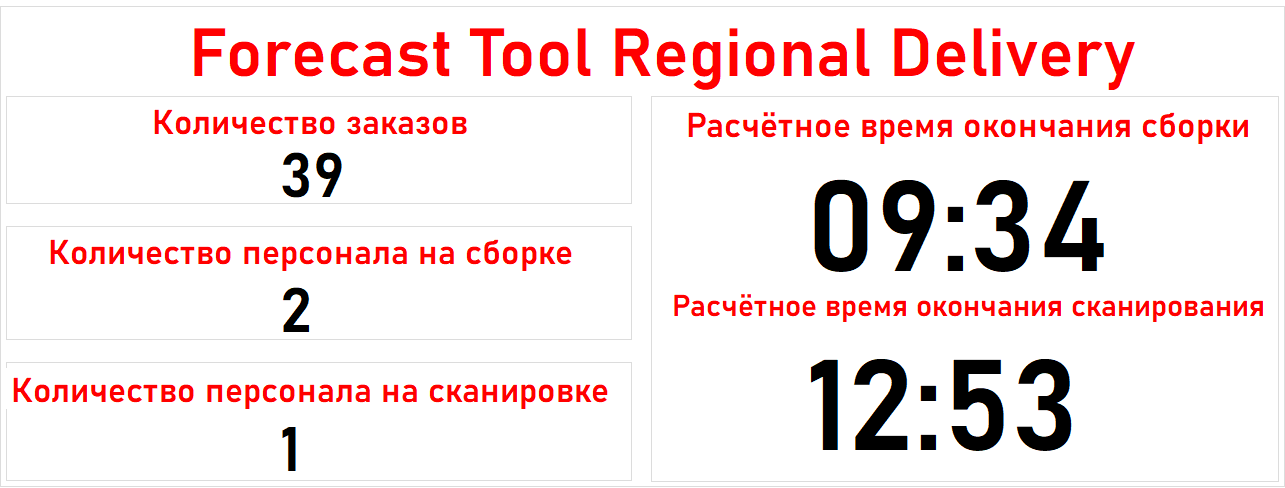 Forecast Tool Regional Delivery
Количество заказов
39
Количество персонала на сборке
2
Количество персонала на сканировке
1
Расчётное время окончания сборки
09:34
Расчётное время окончания сканирования
12:53